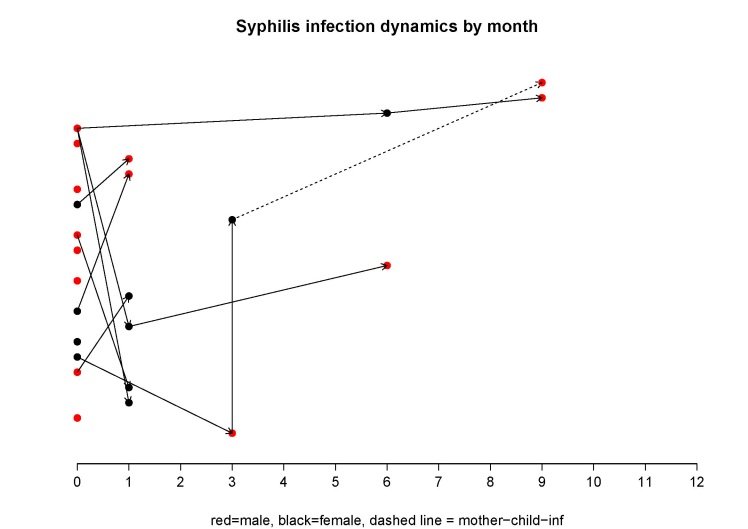 Syphilis infection dynamics by month
0 1 2 3 4 5 6 7 8 9 10 11 12
red=male, black=female, dashed line = mother−child−inf